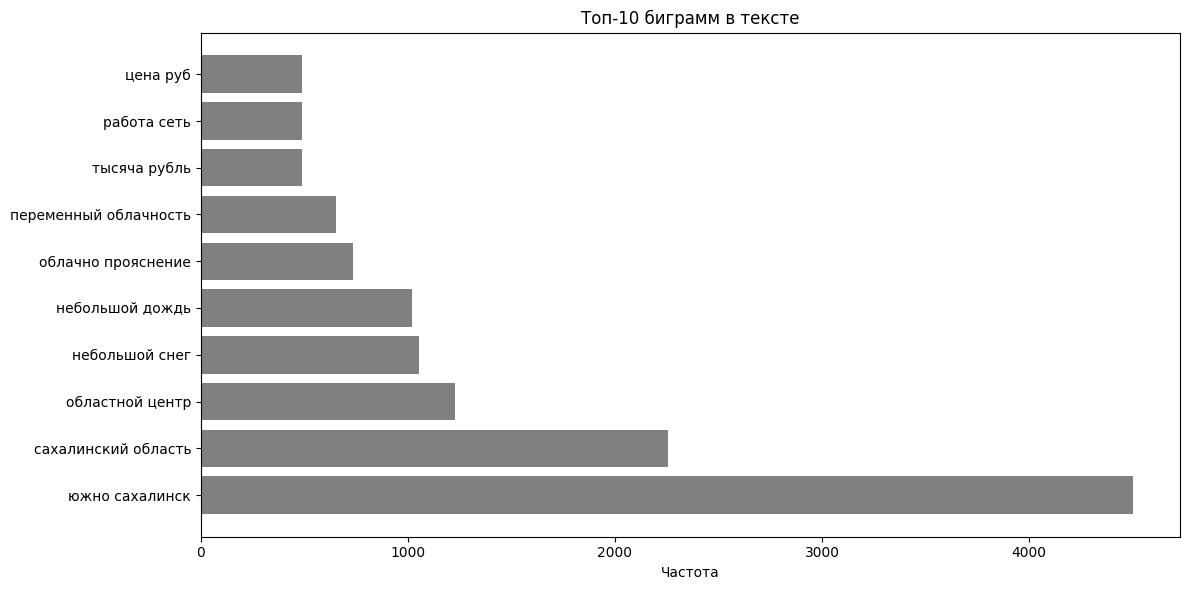 Топ-10 биграмм в тексте
цена руб
работа сеть
тысяча рубль
переменный облачность
облачно прояснение
небольшой дождь
небольшой снег
областной центр
сахалинский область
южно сахалинск
0 1000 2000 3000 4000
Частота